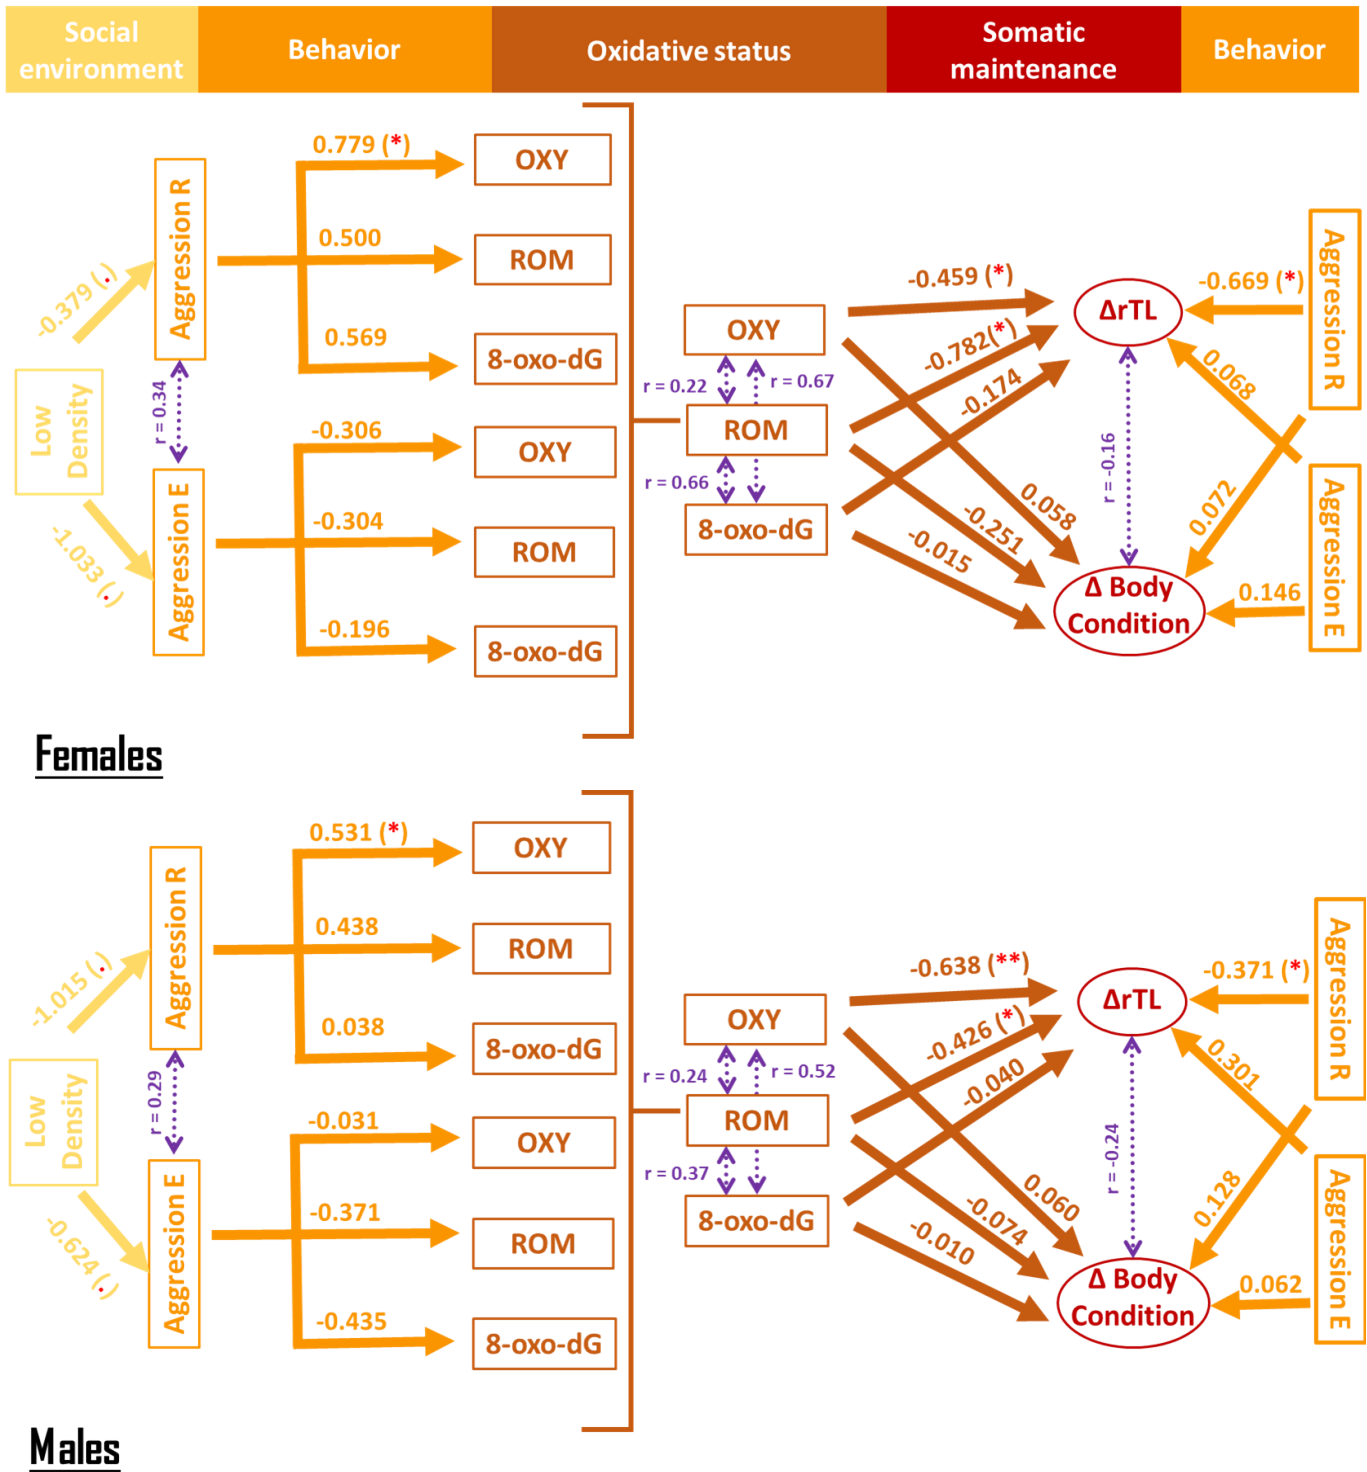 Social
environment
Behavior
Oxidative status
Somatic
maintenance
Behavior
0.779 (*)
OXY
Aggression R
0.500
ROM
-0.379 (.)
0.569
8-oxo-dG
r = 0.34
Low
Density
-0.306
OXY
Aggression E
-0.304
ROM
-1.033 (.)
-0.196
8-oxo-dG
OXY
r = 0.22
r = 0.67
ROM
r = 0.66
8-oxo-dG
-0.459 (*)
-0.782(*)
-0.174
0.058
-0.251
-0.015
ΔrTL
r = -0.16
Δ Body
Condition
-0.669 (*)
0.068
0.072
0.146
Aggression R
Aggression E
Females
0.531 (*)
OXY
Aggression R
0.438
ROM
-1.015 (.)
0.038
8-oxo-dG
r = 0.29
Low
Density
-0.031
OXY
Aggression E
-0.371
ROM
-0.624 (.)
-0.435
8-oxo-dG
OXY
r = 0.24
r = 0.52
ROM
r = 0.37
8-oxo-dG
-0.638 (**)
-0.426 (*)
-0.040
0.060
-0.074
-0.010
ΔrTL
r = -0.24
Δ Body
Condition
-0.371 (*)
0.301
0.128
0.062
Aggression R
Aggression E
Males